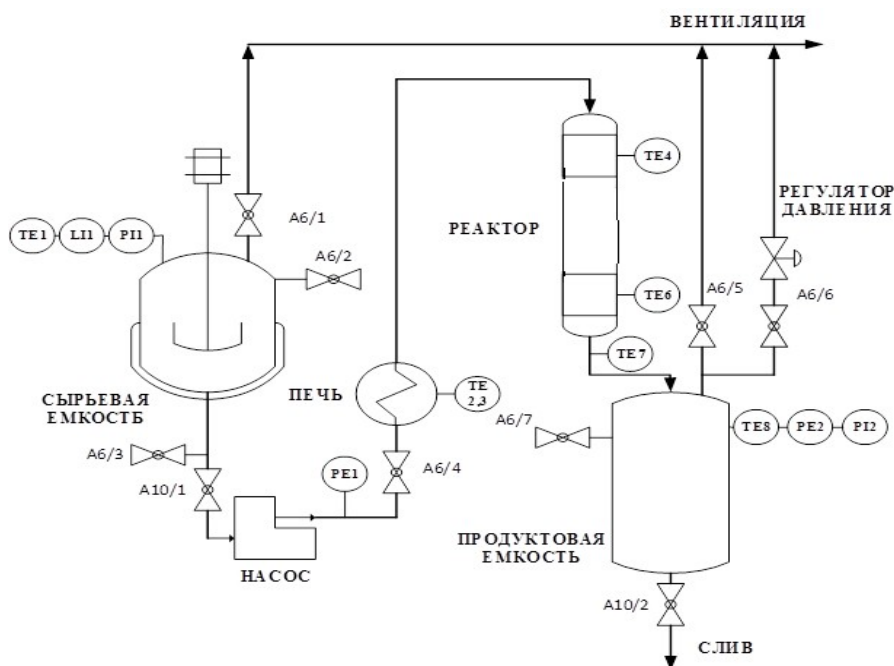 ВЕНТИЛЯЦИЯ
A6/1
TE1
LI1
PI1
A6/2
TE4
РЕАКТОР
РЕГУЛЯТОР
ДАВЛЕНИЯ
TE6
A6/5
A6/6
TE7
СЫРЬЕВАЯ
ЕМКОСТЬ
ПЕЧЬ
TE
2,3
A6/3
A10/1
PE1
A6/4
A6/7
TE8
PE2
PI2
НАСОС
ПРОДУКТОВАЯ
ЕМКОСТЬ
A10/2
СЛИВ